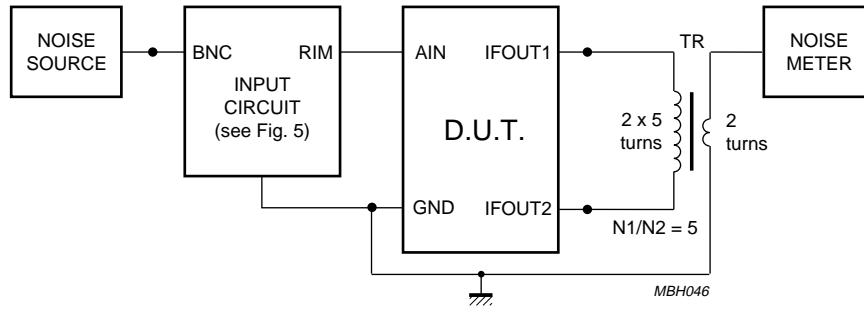 NOISE
SOURCE
BNC
RIM
INPUT
CIRCUIT
(see Fig. 5)
AIN
IFOUT1
D.U.T.
GND
IFOUT2
TR
2 x 5
turns
2
turns
N1/N2 = 5
NOISE
METER
MBH046